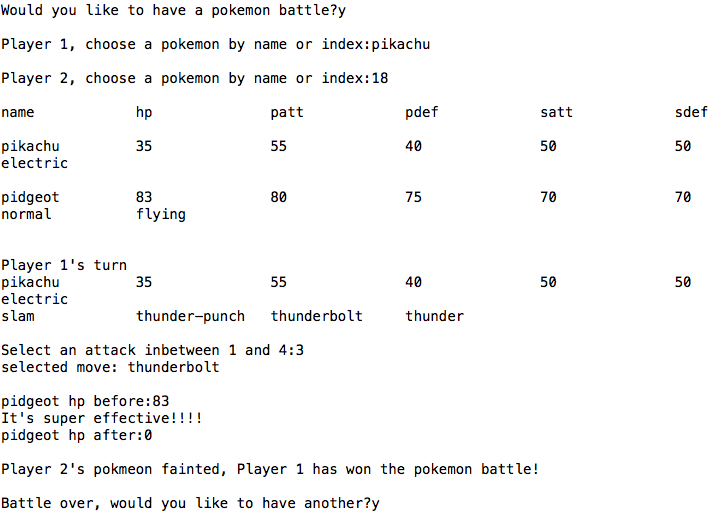 Would you like to have a pokemon battle?y
Player 1, choose a pokemon by name or index:pikachu
Player 2, choose a pokemon by name or index:18
name hp patt pdef satt sdef
pikachu 35 55 40 50 50
electric
pidgeot 83 80 75 70 70
normal flying
Player 1's turn
pikachu 35 55 40 50 50
electric
slam thunder-punch thunderbolt thunder
Select an attack inbetween 1 and 4:3
selected move: thunderbolt
pidgeot hp before:83
It's super effective!!!!
pidgeot hp after:0
Player 2's pokmeon fainted, Player 1 has won the pokemon battle!
Battle over, would you like to have another?y